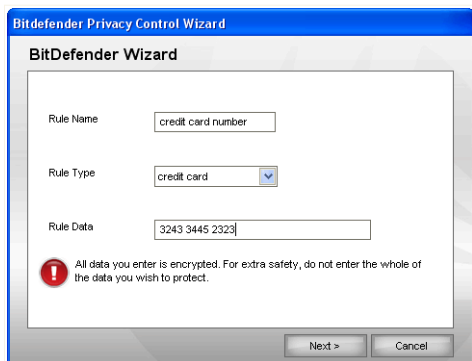 Bitdefender Privacy Control Wizard
BitDefender Wizard
Rule Name
credit card number
Rule Type
credit card
Rule Data
3243 3445 2323
All data you enter is encrypted. For extra safety, do not enter the whole of
the data you wish to protect.
Next >
Cancel